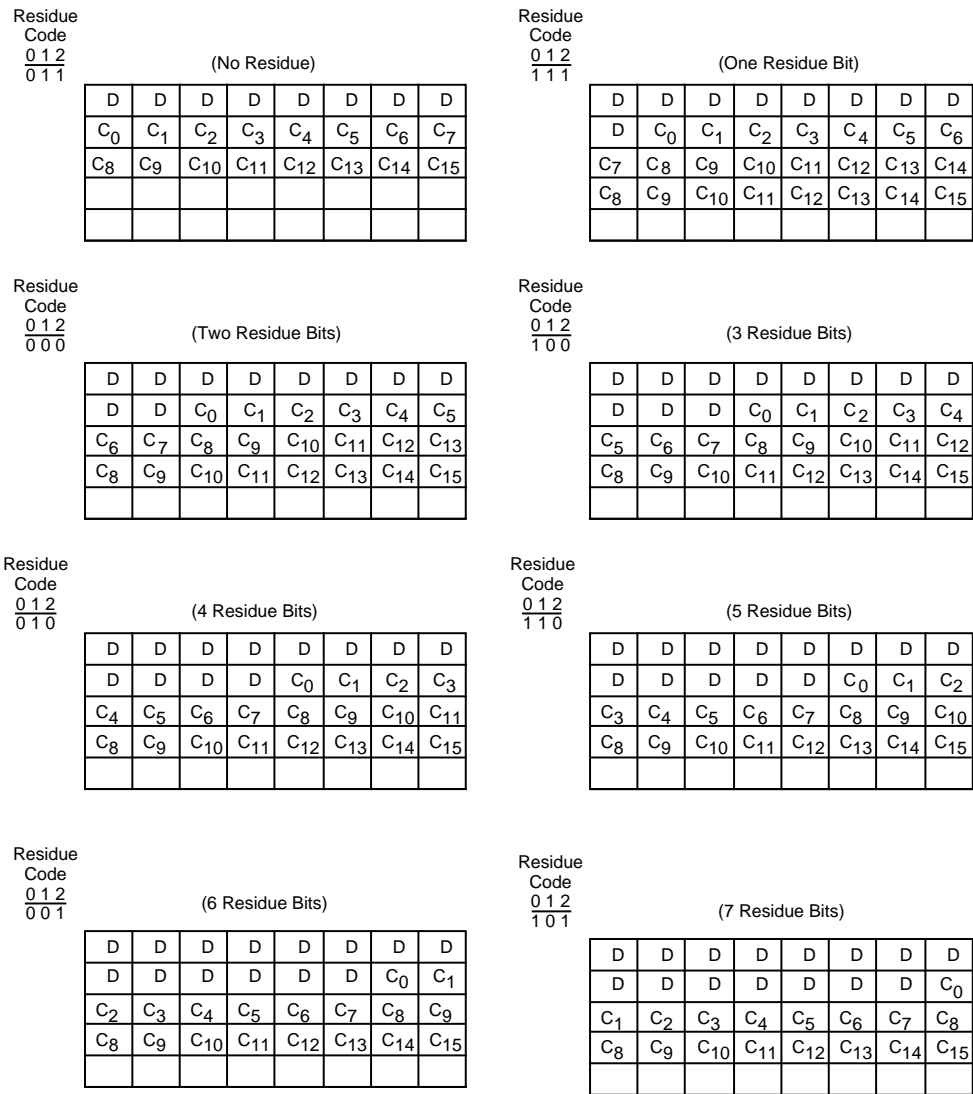 Residue
Code
0 1 2
0 1 1
(No Residue)
D D D D D D D D
C0 C1 C2 C3 C4 C5 C6 C7
C8 C9 C10 C11 C12 C13 C14 C15
Residue
Code
0 1 2
1 1 1
(One Residue Bit)
D D D D D D D D
D C0 C1 C2 C3 C4 C5 C6
C7 C8 C9 C10 C11 C12 C13 C14
C8 C9 C10 C11 C12 C13 C14 C15
Residue
Code
0 1 2
0 0 0
(Two Residue Bits)
D D D D D D D D
D D C0 C1 C2 C3 C4 C5
C6 C7 C8 C9 C10 C11 C12 C13
C8 C9 C10 C11 C12 C13 C14 C15
Residue
Code
0 1 2
1 0 0
(3 Residue Bits)
D D D D D D D D
D D D C0 C1 C2 C3 C4
C5 C6 C7 C8 C9 C10 C11 C12
C8 C9 C10 C11 C12 C13 C14 C15
Residue
Code
0 1 2
0 1 0
(4 Residue Bits)
D D D D D D D D
D D D D C0 C1 C2 C3
C4 C5 C6 C7 C8 C9 C10 C11
C8 C9 C10 C11 C12 C13 C14 C15
Residue
Code
0 1 2
1 1 0
(5 Residue Bits)
D D D D D D D D
D D D D D C0 C1 C2
C3 C4 C5 C6 C7 C8 C9 C10
C8 C9 C10 C11 C12 C13 C14 C15
Residue
Code
0 1 2
0 0 1
(6 Residue Bits)
D D D D D D D D
D D D D D D C0 C1
C2 C3 C4 C5 C6 C7 C8 C9
C8 C9 C10 C11 C12 C13 C14 C15
Residue
Code
0 1 2
1 0 1
(7 Residue Bits)
D D D D D D D D
D D D D D D D C0
C1 C2 C3 C4 C5 C6 C7 C8
C8 C9 C10 C11 C12 C13 C14 C15